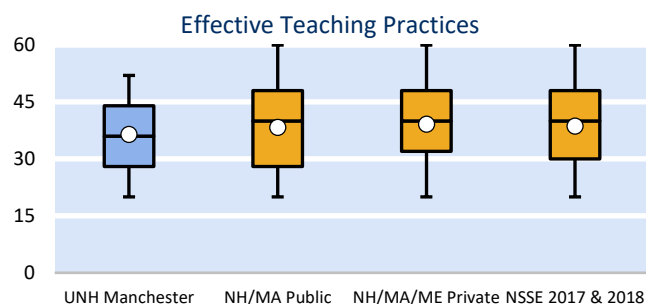 Effective Teaching Practices
60
45
30
15
0
UNH Manchester NH/MA Public NH/MA/ME Private NSSE 2017 & 2018